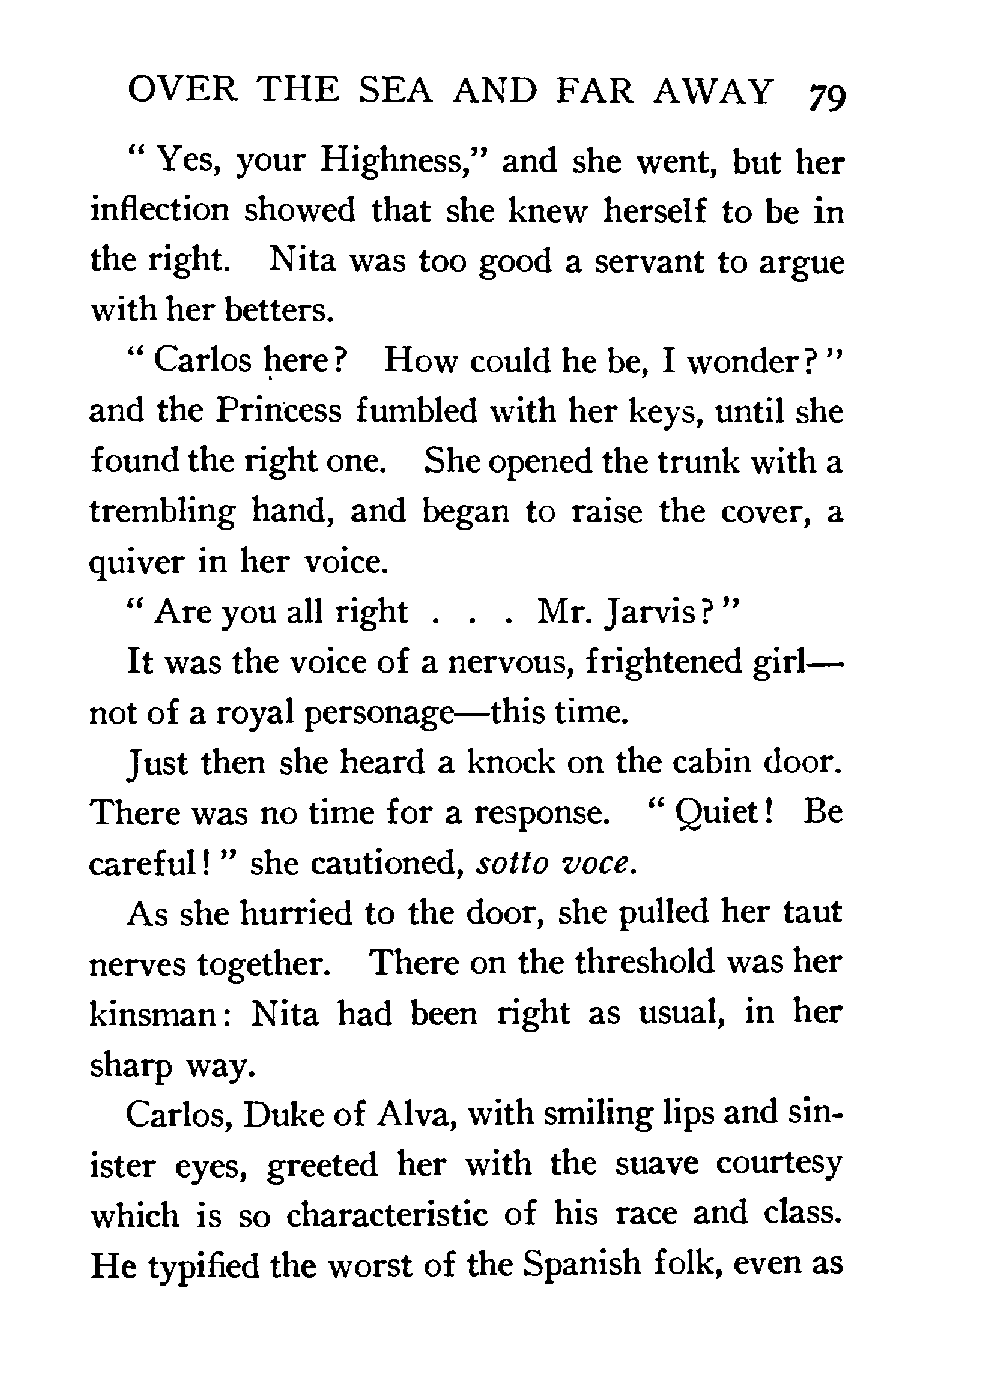 OVER THE SEA AND FAR AWAY 79
“ Yes, your Highness,” and she went, but her
inflection showed that she knew herself to be in
the right. Nita was too good a servant to argue
with her betters.
“ Carlos here? How could he be, I wonder? ”
and the Princess fumbled with her keys, until she
found the right one. She opened the trunk with a
trembling hand, and began to raise the cover, a
quiver in her voice.
“ Are you all right . . . Mr. Jarvis? ”
It was the voice of a nervous, frightened girl—
not of a royal personage—this time.
Just then she heard a knock on the cabin door.
There was no time for a response. “ Quiet! Be
careful! ” she cautioned, sotto voce.
As she hurried to the door, she pulled her taut
nerves together. There on the threshold was her
kinsman: Nita had been right as usual, in her
sharp way.
Carlos, Duke of Alva, with smiling lips and sin-
ister eyes, greeted her with the suave courtesy
which is so characteristic of his race and class.
He typified the worst of the Spanish folk, even as